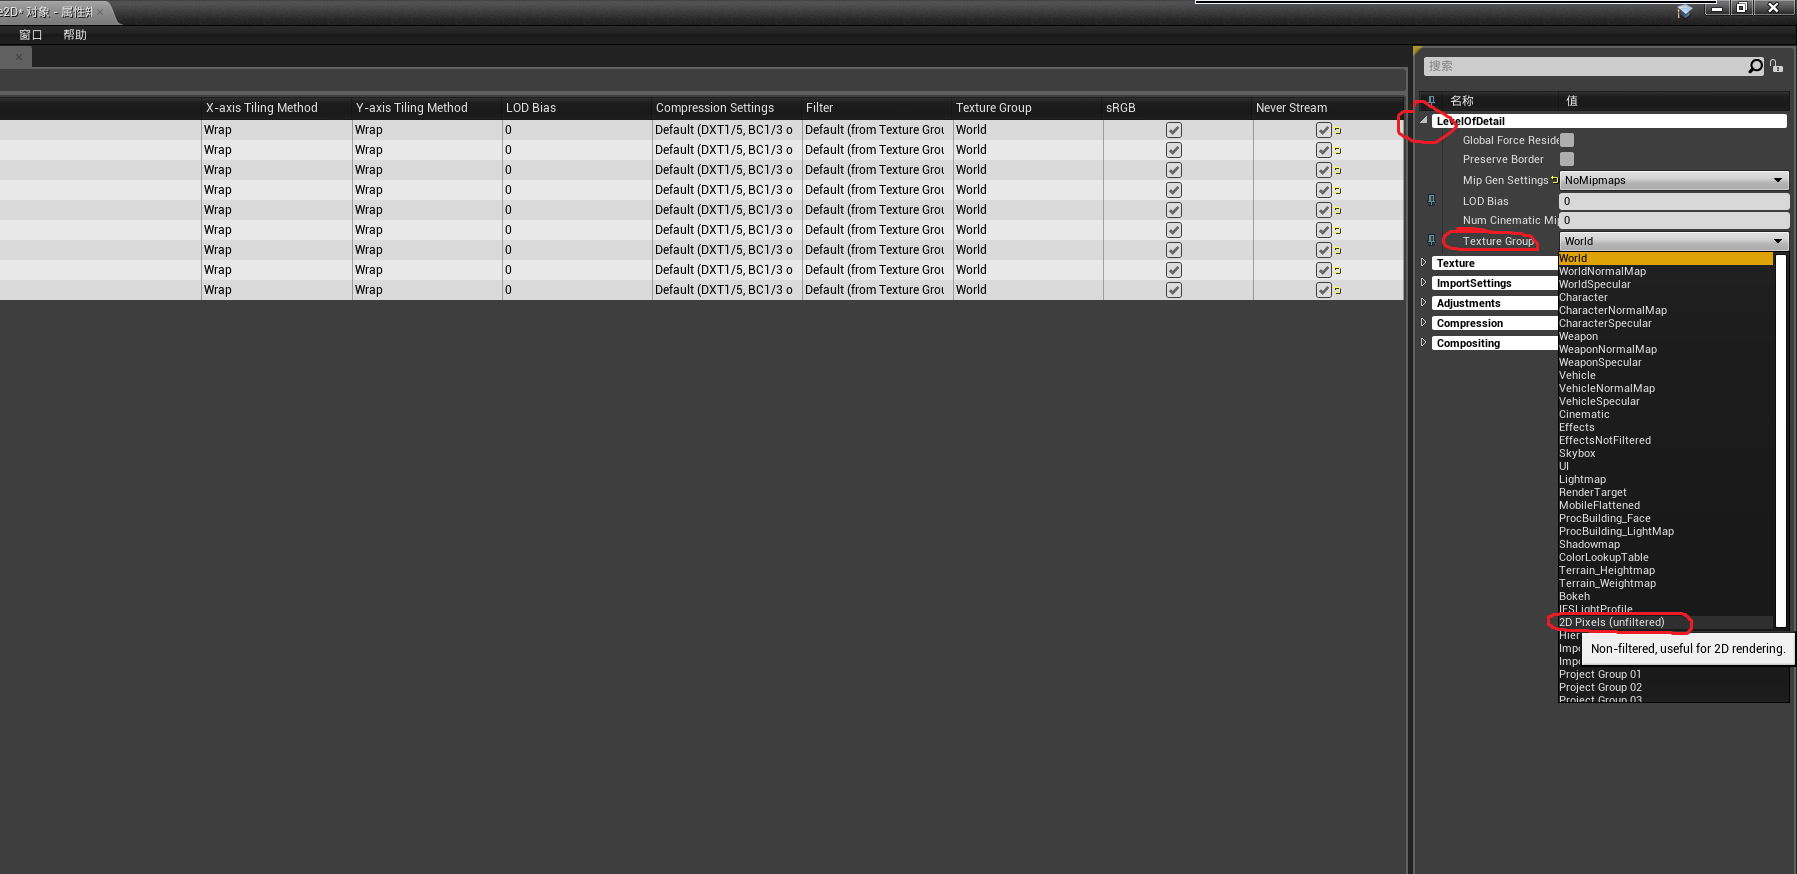 e2D* 对象 - 属性矩
窗口 帮助
搜索
X-axis Tiling Method Y-axis Tiling Method LOD Bias Compression Settings Filter Texture Group sRGB Never Stream
名称 值
LevelOfDetail
Wrap Wrap 0 Default (DXT1/5, BC1/3 o Default (from Texture Grou World
Wrap Wrap 0 Default (DXT1/5, BC1/3 o Default (from Texture Grou World
Wrap Wrap 0 Default (DXT1/5, BC1/3 o Default (from Texture Grou World
Wrap Wrap 0 Default (DXT1/5, BC1/3 o Default (from Texture Grou World
Wrap Wrap 0 Default (DXT1/5, BC1/3 o Default (from Texture Grou World
Wrap Wrap 0 Default (DXT1/5, BC1/3 o Default (from Texture Grou World
Wrap Wrap 0 Default (DXT1/5, BC1/3 o Default (from Texture Grou World
Wrap Wrap 0 Default (DXT1/5, BC1/3 o Default (from Texture Grou World
Wrap Wrap 0 Default (DXT1/5, BC1/3 o Default (from Texture Grou World
Global Force Reside
Preserve Border
Mip Gen Settings NoMipmaps
LOD Bias 0
Num Cinematic Mi 0
Texture Group World
Texture
ImportSettings
Adjustments
Compression
Compositing
World
WorldNormalMap
WorldSpecular
Character
CharacterNormalMap
CharacterSpecular
Weapon
WeaponNormalMap
WeaponSpecular
Vehicle
VehicleNormalMap
VehicleSpecular
Cinematic
Effects
EffectsNotFiltered
Skybox
UI
Lightmap
RenderTarget
MobileFlattened
ProcBuilding_Face
ProcBuilding_LightMap
Shadowmap
ColorLookupTable
Terrain_Heightmap
Terrain_Weightmap
Bokeh
IESLightProfile
2D Pixels (unfiltered)
Hier
Impo
Impo
Non-filtered, useful for 2D rendering.
Project Group 01
Project Group 02
Project Group 03